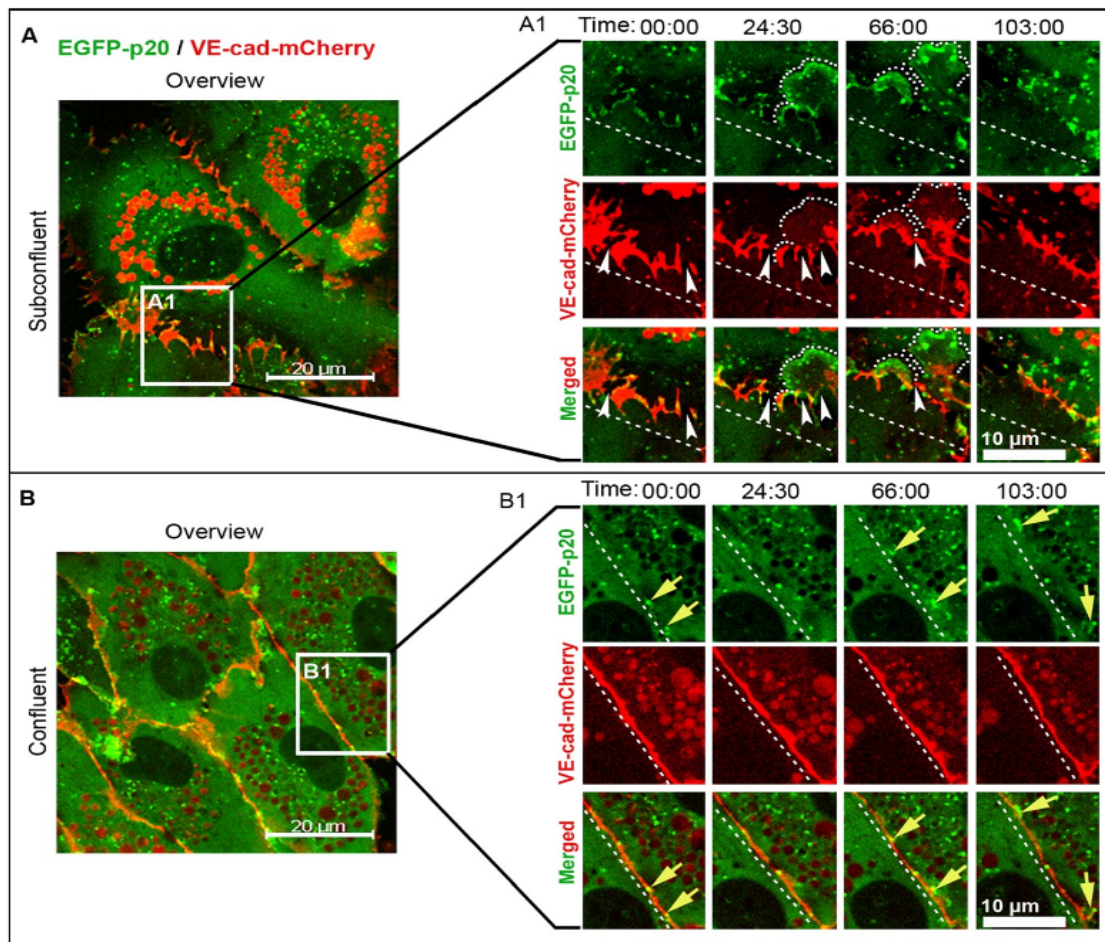 A
EGFP-p20 / VE-cad-mCherry
Overview
Subconfluent
A1
20 µm
A1
Time: 00:00 24:30 66:00 103:00
EGFP-p20
VE-cad-mCherry
Merged
10 µm
B
Overview
Confluent
B1
20 µm
B1
Time: 00:00 24:30 66:00 103:00
EGFP-p20
VE-cad-mCherry
Merged
10 µm